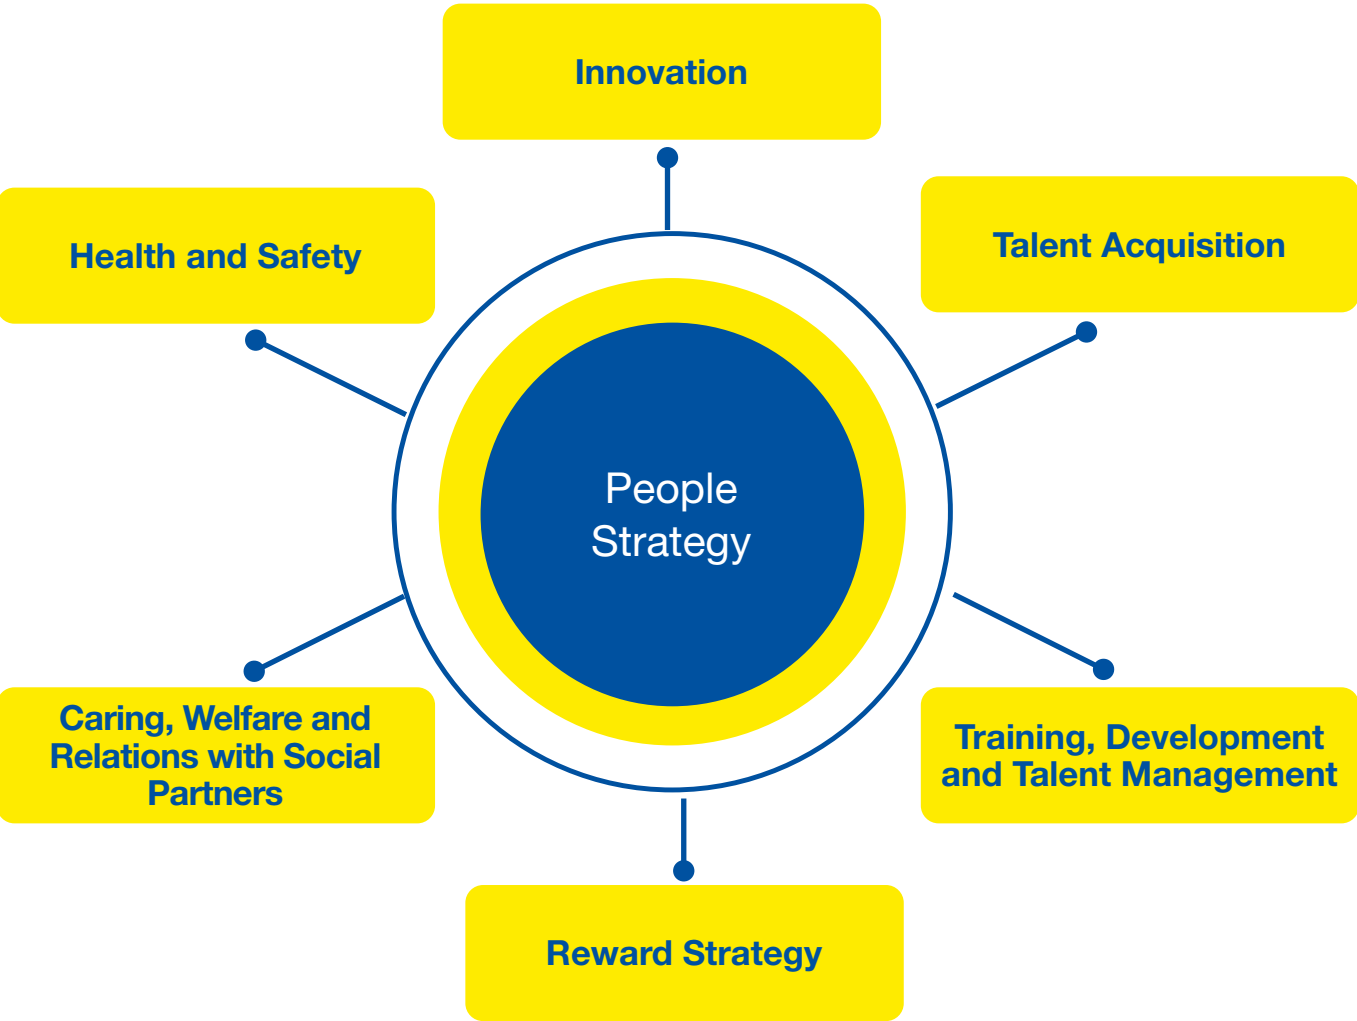 Innovation
Health and Safety
Talent Acquisition
People
Strategy
Caring, Welfare and
Relations with Social
Partners
Training, Development
and Talent Management
Reward Strategy